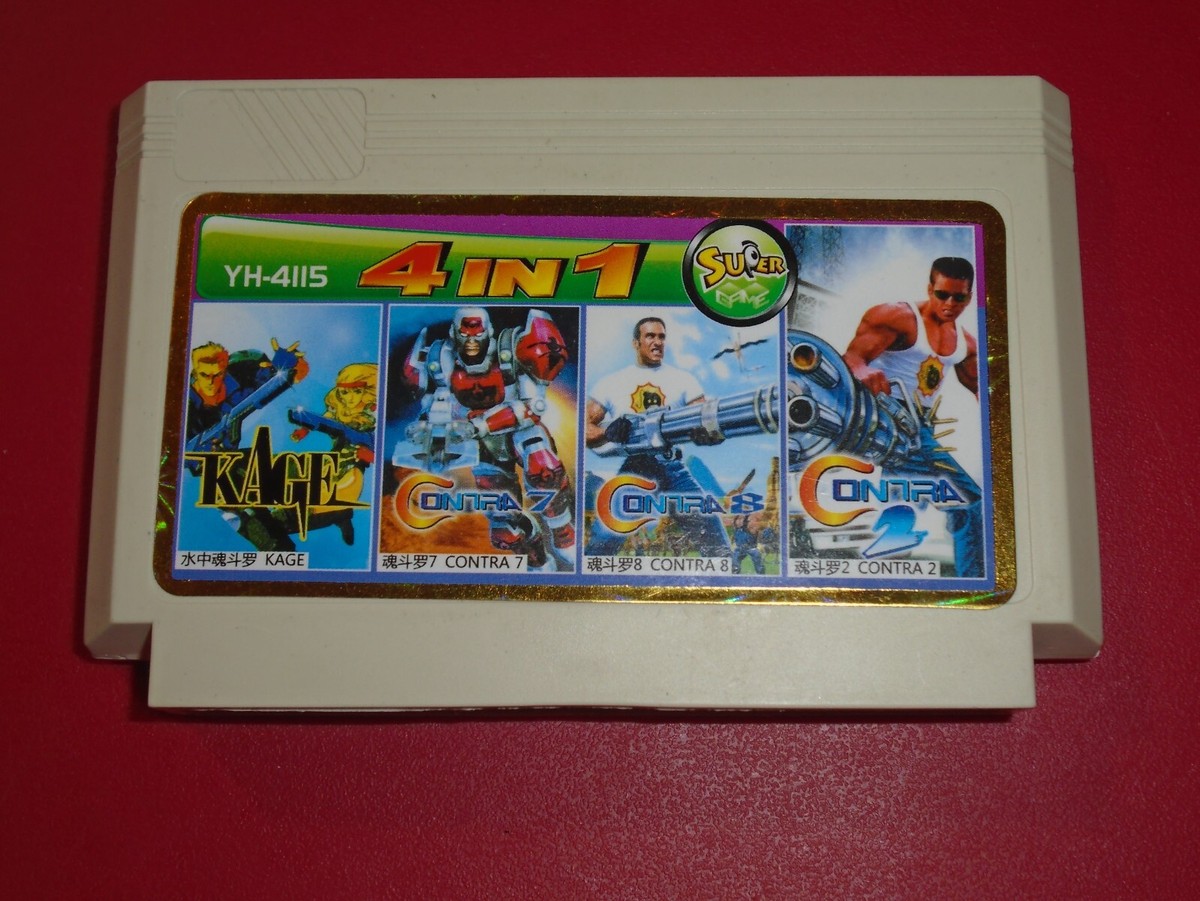 YH-4115
4 IN 1
SUPER
GAME
KAGE
CONTRA 7
CONTRA 8
CONTRA
2
水中魂斗罗 KAGE
魂斗罗7 CONTRA 7
魂斗罗8 CONTRA 8
魂斗罗2 CONTRA 2